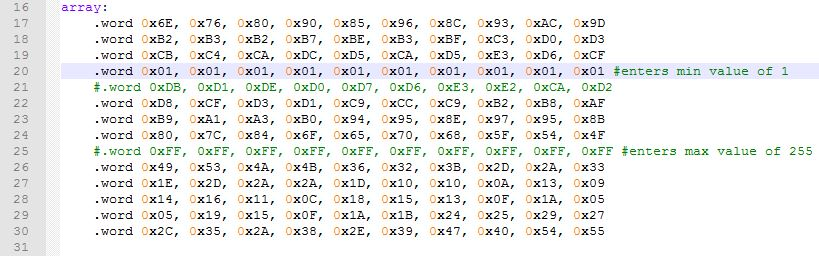 16 array:
17 .word 0x6E, 0x76, 0x80, 0x90, 0x85, 0x96, 0x8C, 0x93, 0xAC, 0x9D
18 .word 0xB2, 0xB3, 0xB2, 0xB7, 0xBE, 0xB3, 0xBF, 0xC3, 0xD0, 0xD3
19 .word 0xCB, 0xC4, 0xCA, 0xDC, 0xD5, 0xCA, 0xD5, 0xE3, 0xD6, 0xCF
20 .word 0x01, 0x01, 0x01, 0x01, 0x01, 0x01, 0x01, 0x01, 0x01, 0x01 #enters min value of 1
21 #.word 0xDB, 0xD1, 0xDE, 0xD0, 0xD7, 0xD6, 0xE3, 0xE2, 0xCA, 0xD2
22 .word 0xD8, 0xCF, 0xD3, 0xD1, 0xC9, 0xCC, 0xC9, 0xB2, 0xB8, 0xAF
23 .word 0xB9, 0xA1, 0xA3, 0xB0, 0x94, 0x95, 0x8E, 0x97, 0x95, 0x8B
24 .word 0x80, 0x7C, 0x84, 0x6F, 0x65, 0x70, 0x68, 0x5F, 0x54, 0x4F
25 #.word 0xFF, 0xFF, 0xFF, 0xFF, 0xFF, 0xFF, 0xFF, 0xFF, 0xFF, 0xFF #enters max value of 255
26 .word 0x49, 0x53, 0x4A, 0x4B, 0x36, 0x32, 0x3B, 0x2D, 0x2A, 0x33
27 .word 0x1E, 0x2D, 0x2A, 0x2A, 0x1D, 0x10, 0x10, 0x0A, 0x13, 0x09
28 .word 0x14, 0x16, 0x11, 0x0C, 0x18, 0x15, 0x13, 0x0F, 0x1A, 0x05
29 .word 0x05, 0x19, 0x15, 0x0F, 0x1A, 0x1B, 0x24, 0x25, 0x29, 0x27
30 .word 0x2C, 0x35, 0x2A, 0x38, 0x2E, 0x39, 0x47, 0x40, 0x54, 0x55
31